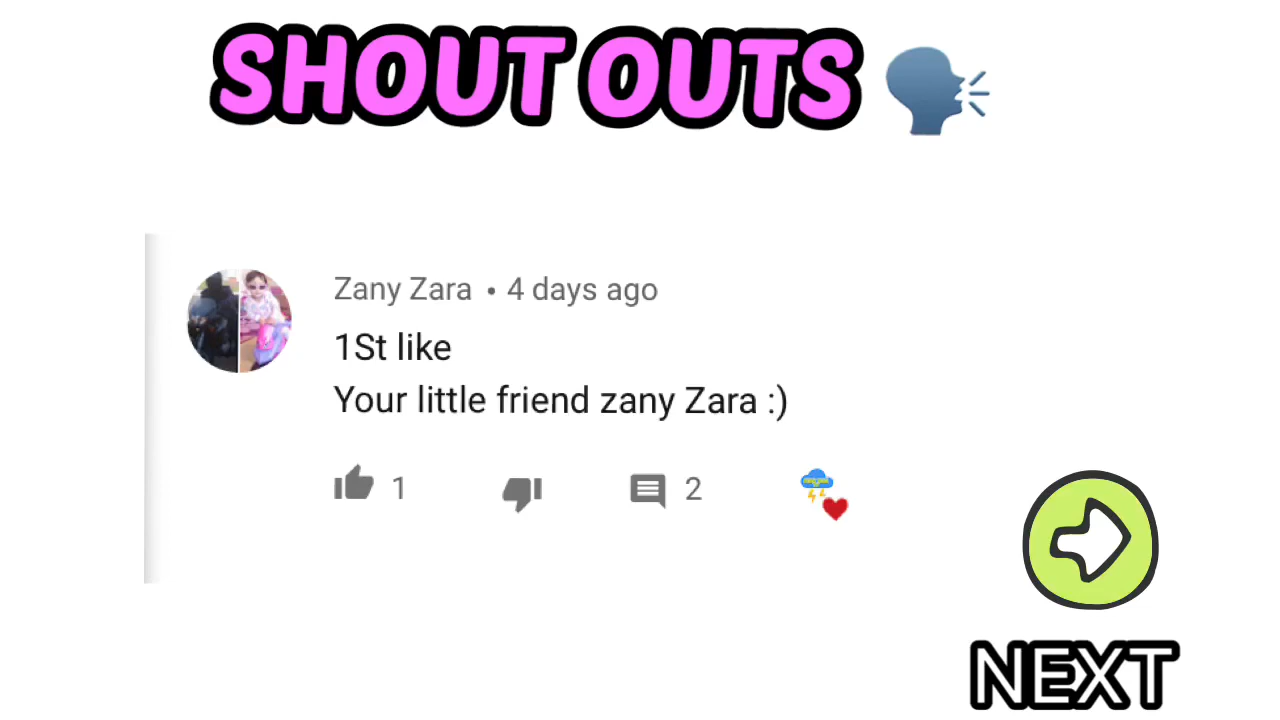 SHOUT OUTS
Zany Zara • 4 days ago
1St like
Your little friend zany Zara :)
1
2
NEXT